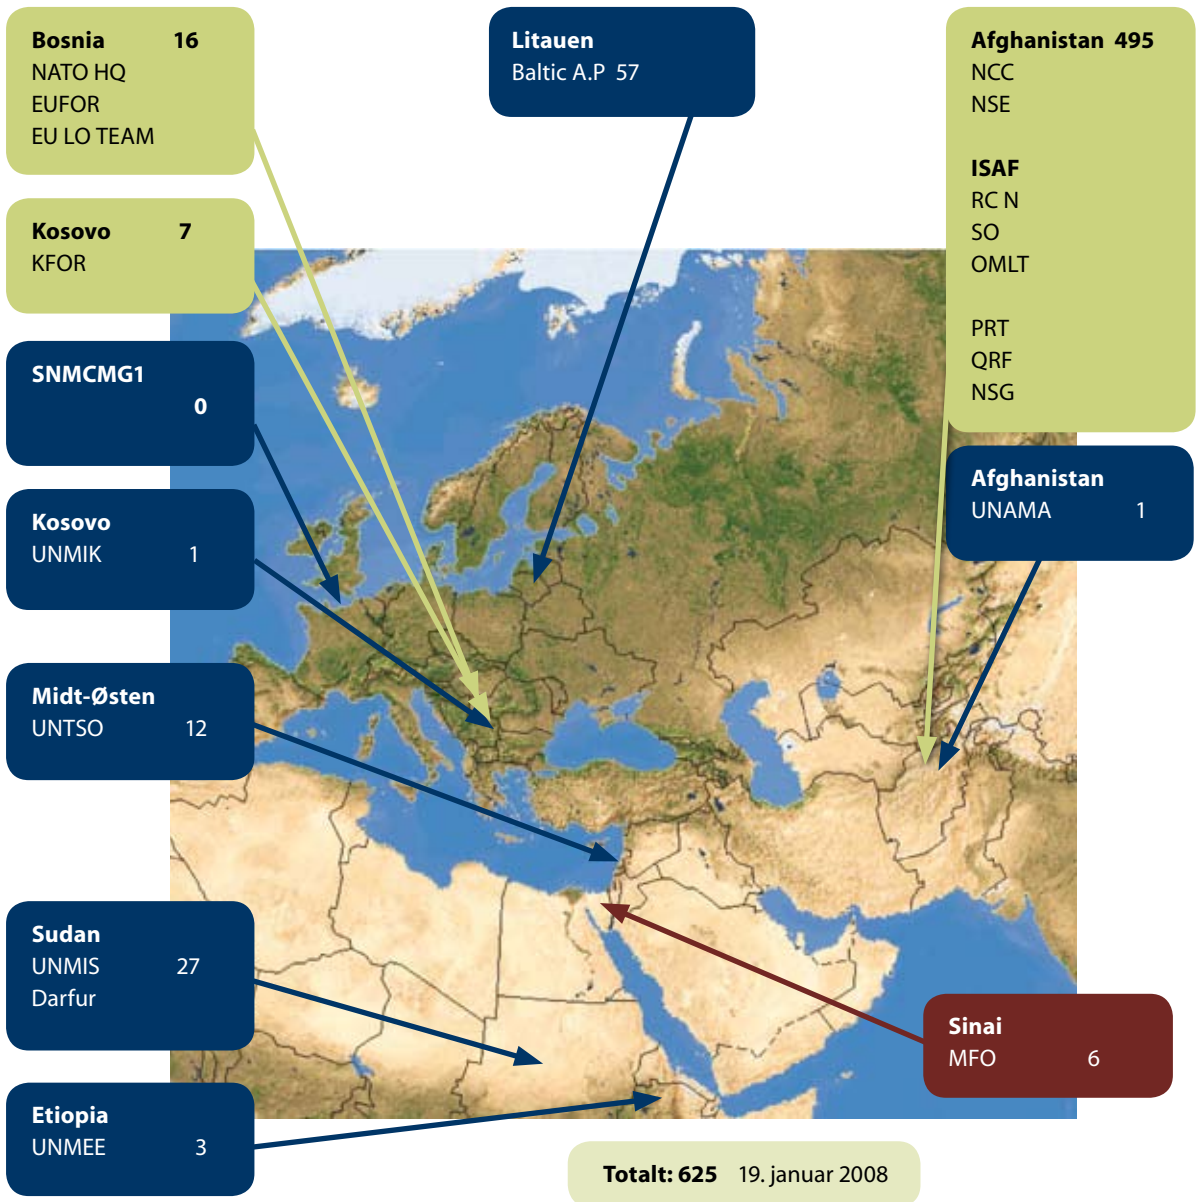 Bosnia 16
NATO HQ
EUFOR
EU LO TEAM
Kosovo 7
KFOR
SNMCMG1
0
Kosovo
UNMIK 1
Midt-Østen
UNTSO 12
Sudan
UNMIS 27
Darfur
Etiopia
UNMEE 3
Litauen
Baltic A.P 57
Afghanistan 495
NCC
NSE
ISAF
RC N
SO
OMLT
PRT
QRF
NSG
Afghanistan
UNAMA 1
Sinai
MFO 6
Totalt: 625 19. januar 2008